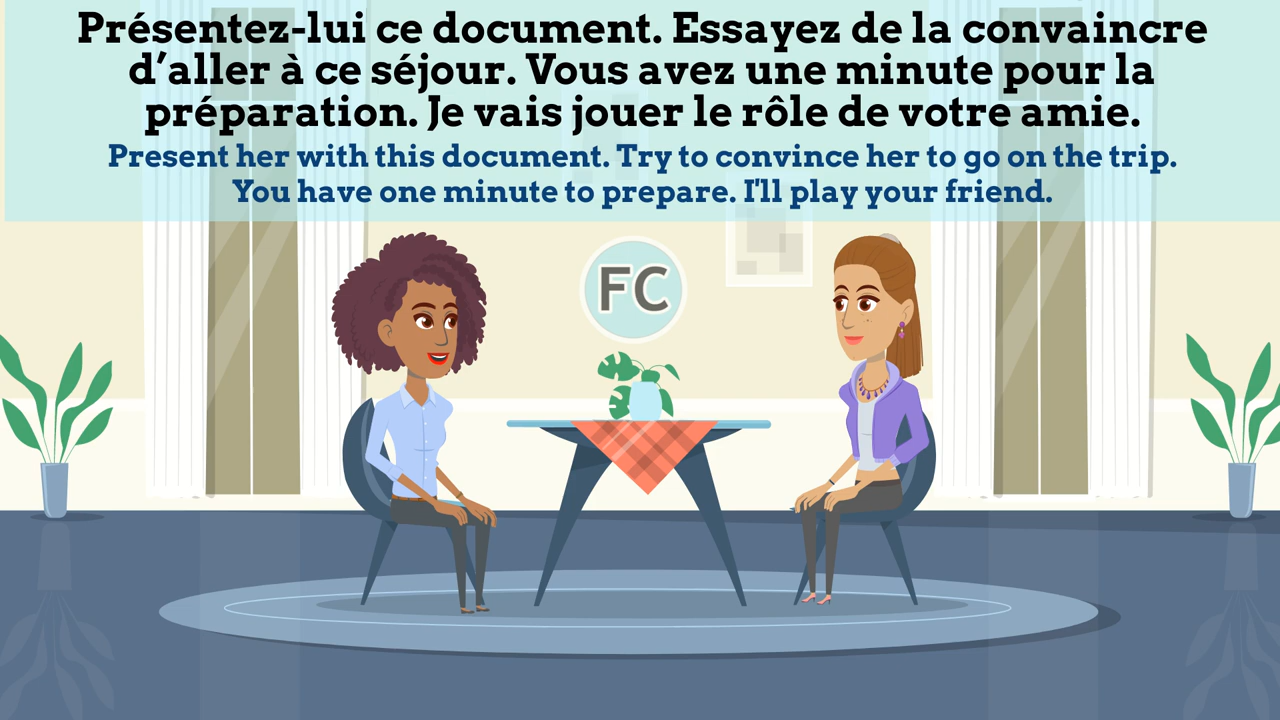 Présentez-lui ce document. Essayez de la convaincre
d’aller à ce séjour. Vous avez une minute pour la
préparation. Je vais jouer le rôle de votre amie.
Present her with this document. Try to convince her to go on the trip.
You have one minute to prepare. I'll play your friend.
FC